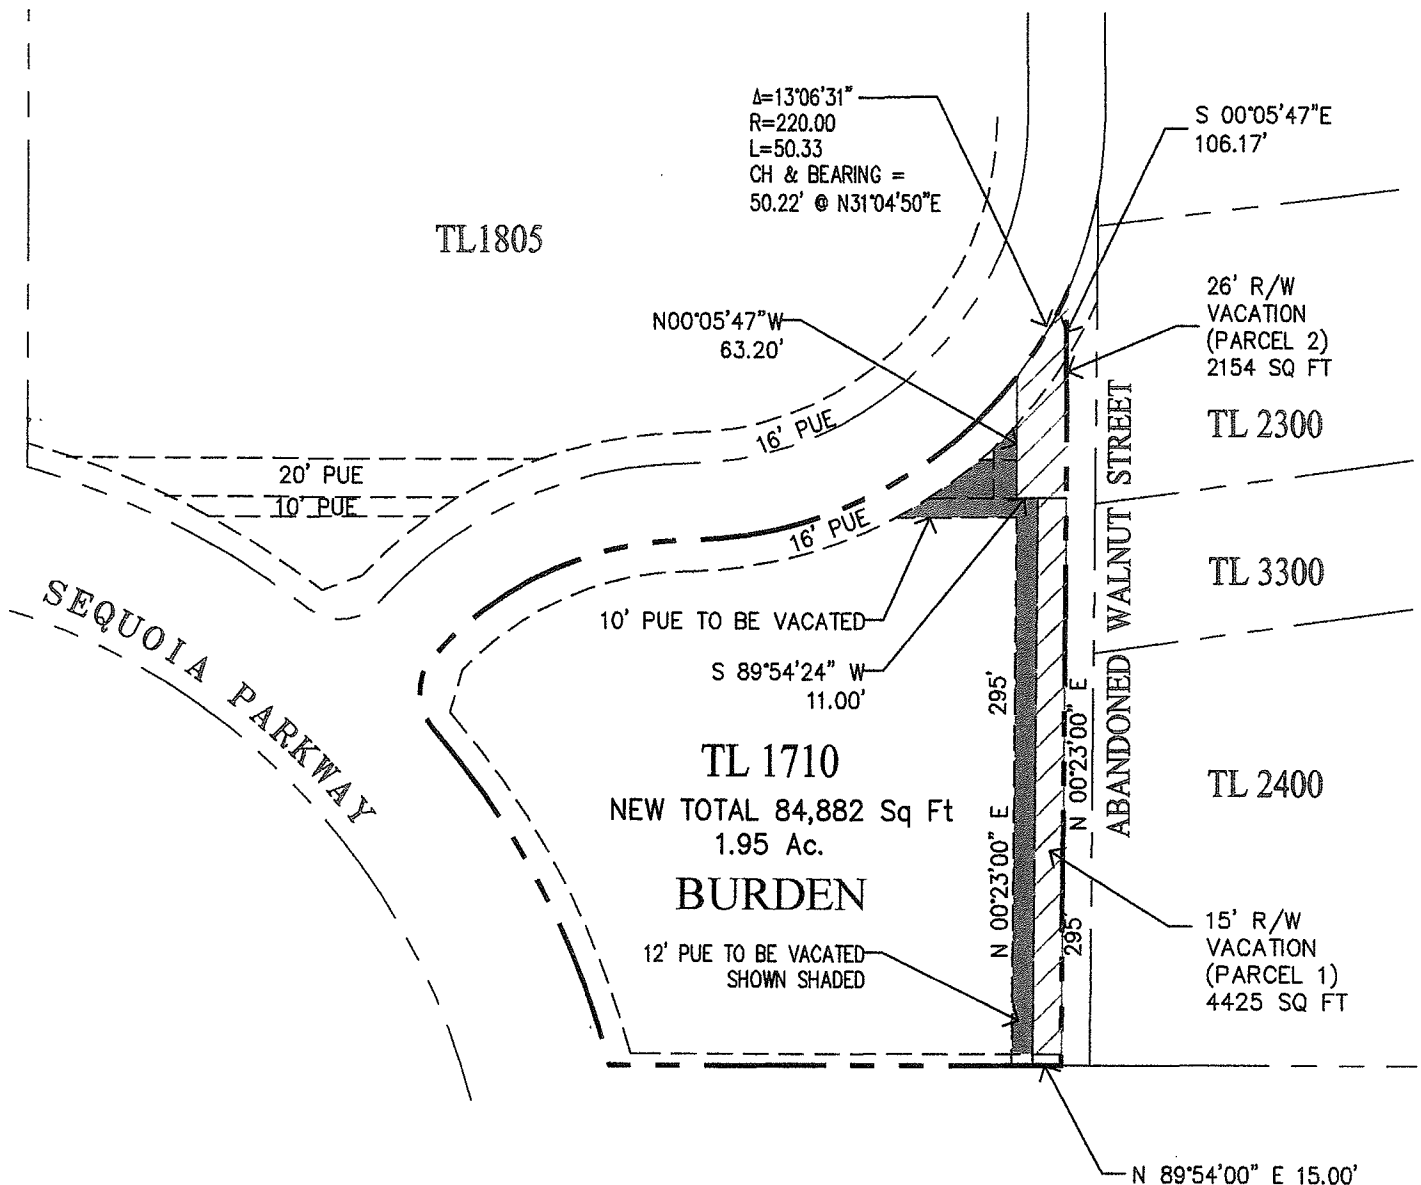 Δ=13°06'31"
R=220.00
L=50.33
CH & BEARING =
50.22' @ N31°04'50"E
S 00°05'47"E
106.17'
TL1805
26' R/W
VACATION
(PARCEL 2)
2154 SQ FT
N00°05'47"W
63.20'
TL 2300
16' PUE
20' PUE
10' PUE
16' PUE
TL 3300
SEQUOIA PARKWAY
10' PUE TO BE VACATED
S 89°54'24" W
11.00'
295'
N 00°23'00" E
N 00°23'00" E
295
ABANDONED WALNUT STREET
TL 1710
NEW TOTAL 84,882 Sq Ft
1.95 Ac.
BURDEN
TL 2400
12' PUE TO BE VACATED
SHOWN SHADED
15' R/W
VACATION
(PARCEL 1)
4425 SQ FT
N 89°54'00" E 15.00'